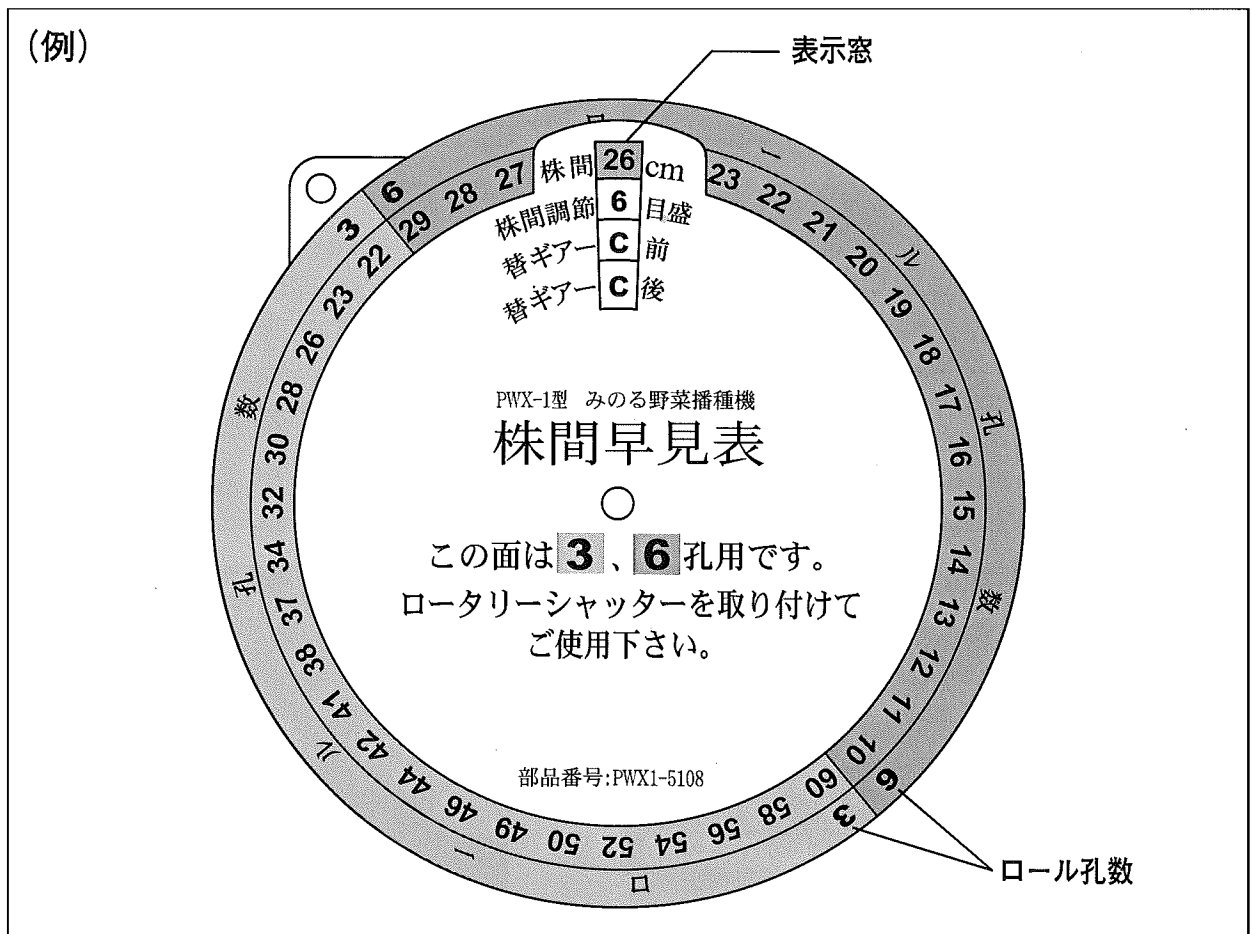 (例)
表示窓
株間 26 cm
株間調節 6 目盛
替ギアー C 前
替ギアー C 後
PWX-1型 みのる野菜播種機
株間早見表
この面は 3 、 6 孔用です。
ロータリーシャッターを取り付けて
ご使用下さい。
部品番号:PWX1-5108
ロール孔数
6 ロール孔数 6
29 28 27 23 22 21 20 19 18 17 16 15 14 13 12 11 10
3 ロール孔数 3
22 23 26 28 30 32 34 37 38 41 42 44 46 49 50 52 54 56 58 60